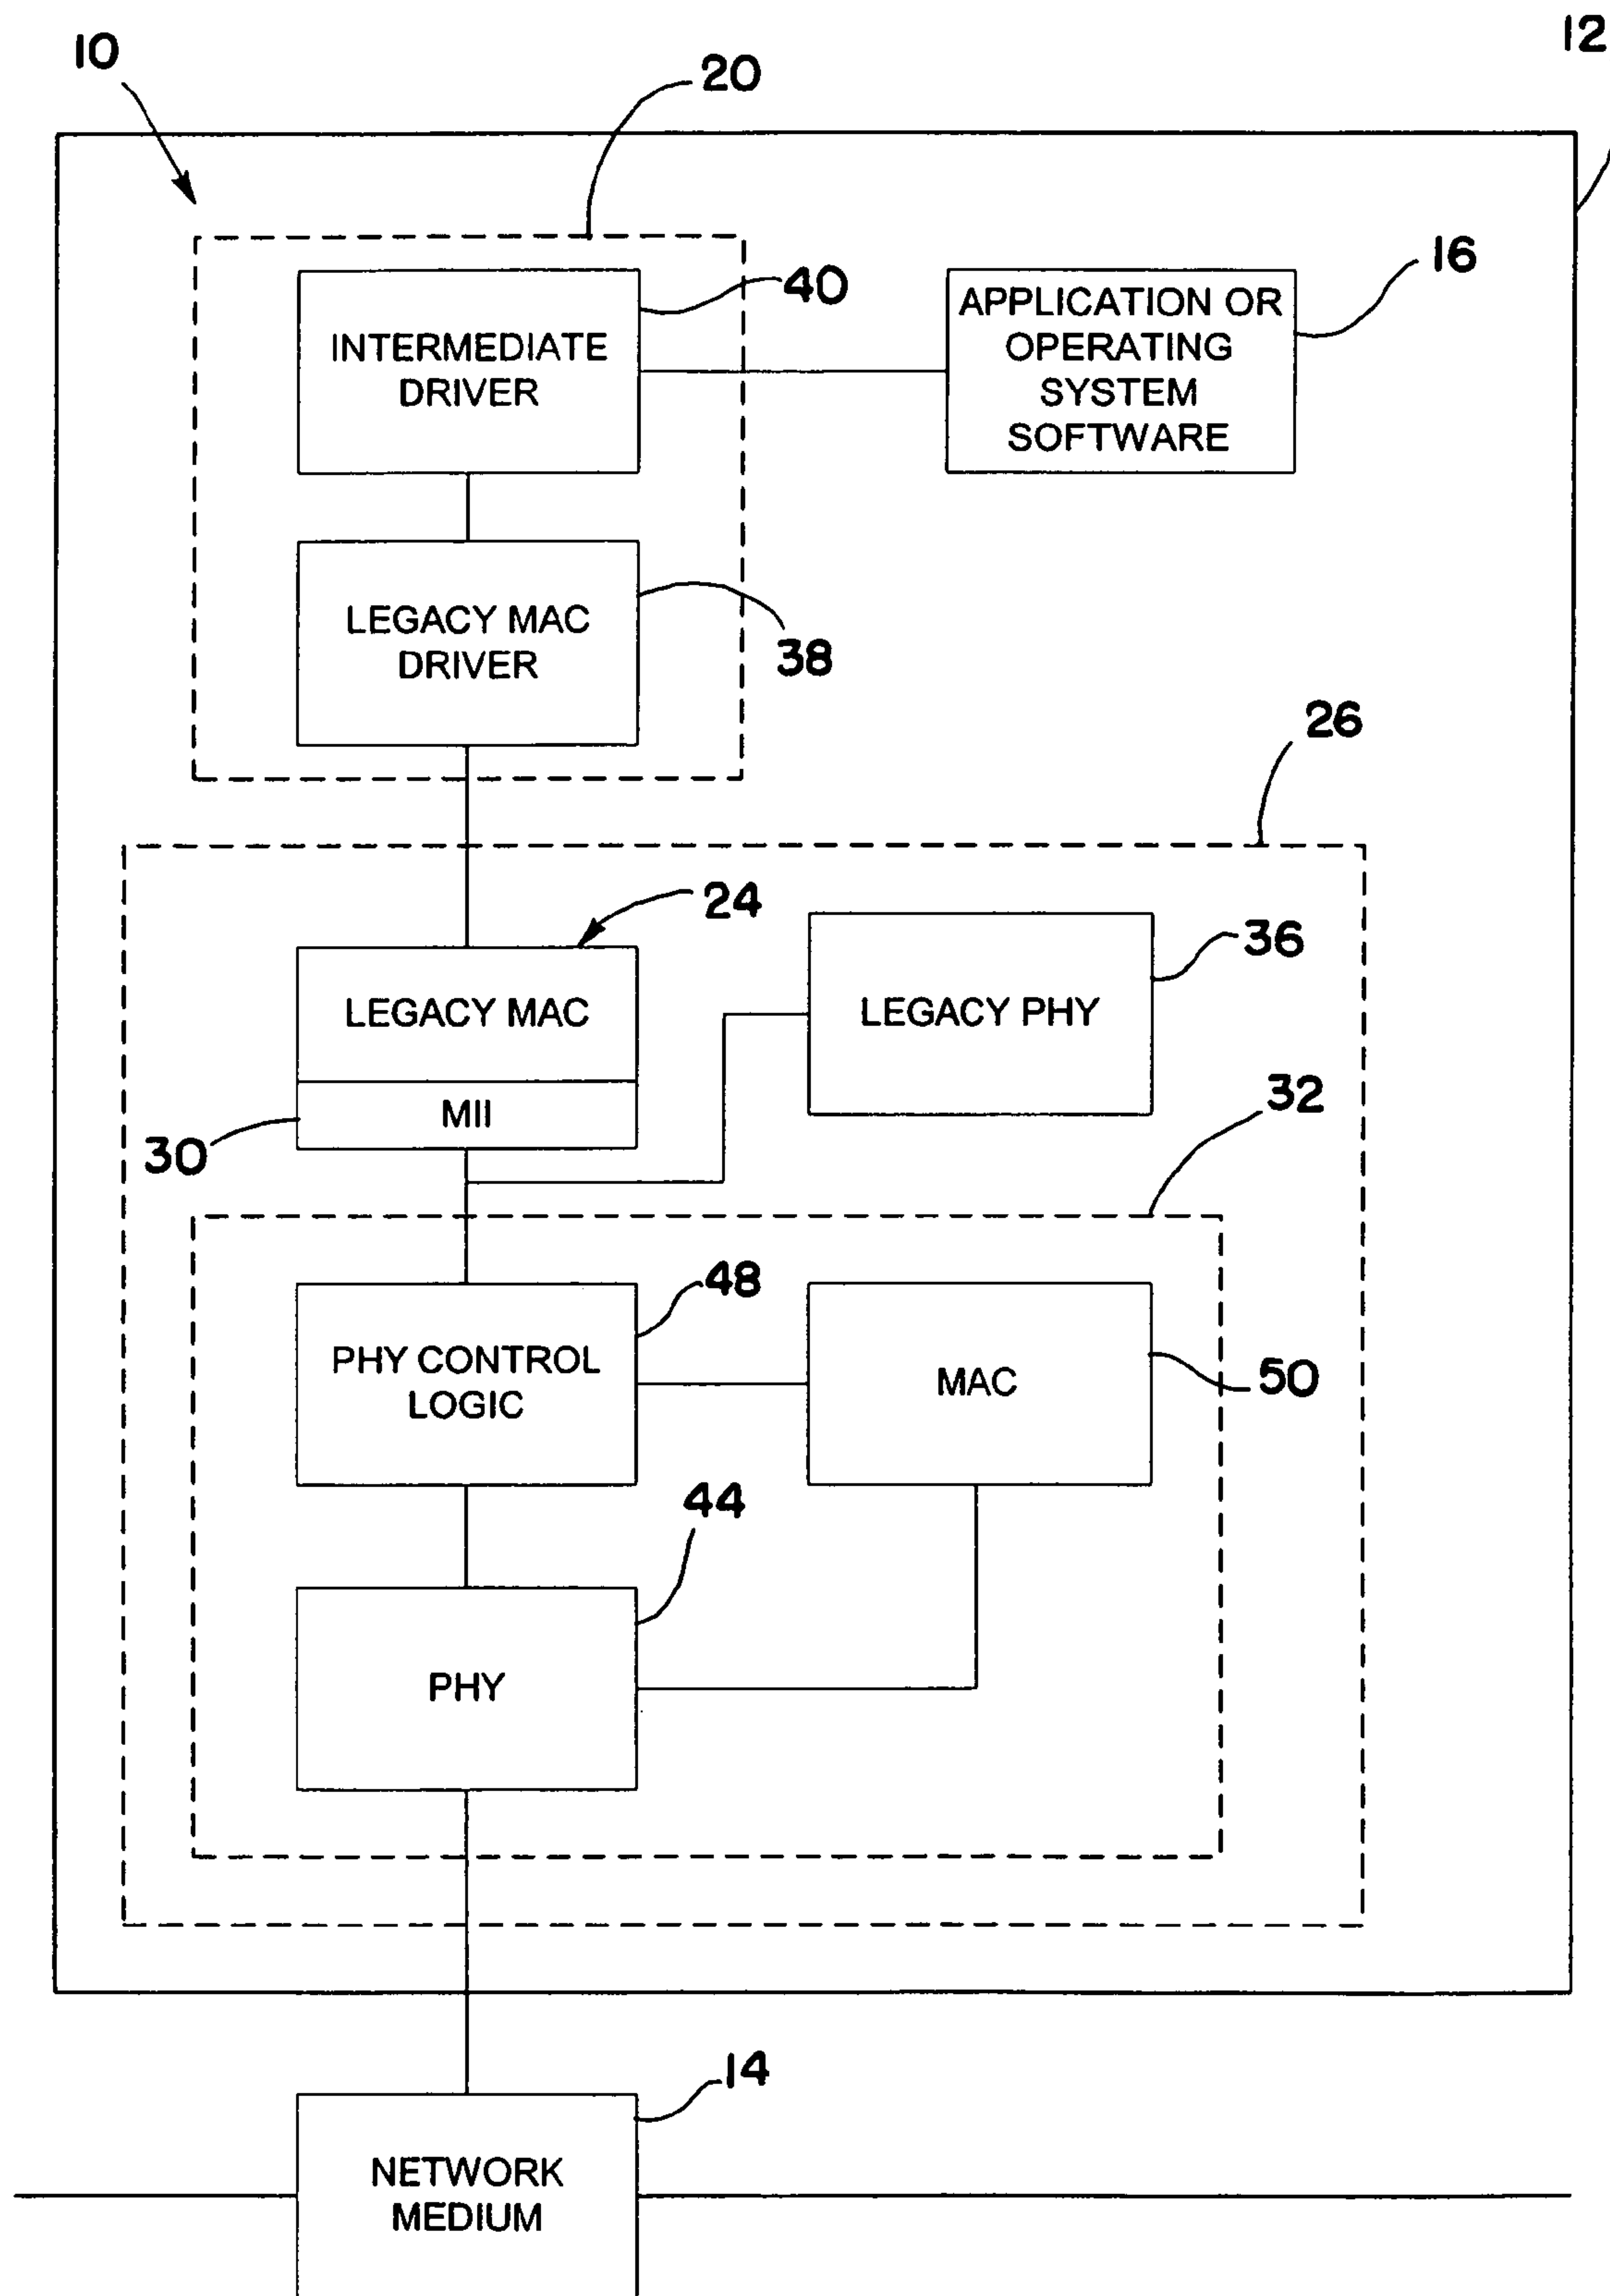 10
12
20
40
16
INTERMEDIATE
DRIVER
APPLICATION OR
OPERATING
SYSTEM
SOFTWARE
LEGACY MAC
DRIVER
38
26
24
36
LEGACY MAC
LEGACY PHY
MII
30
32
48
PHY CONTROL
LOGIC
MAC
50
44
PHY
14
NETWORK
MEDIUM